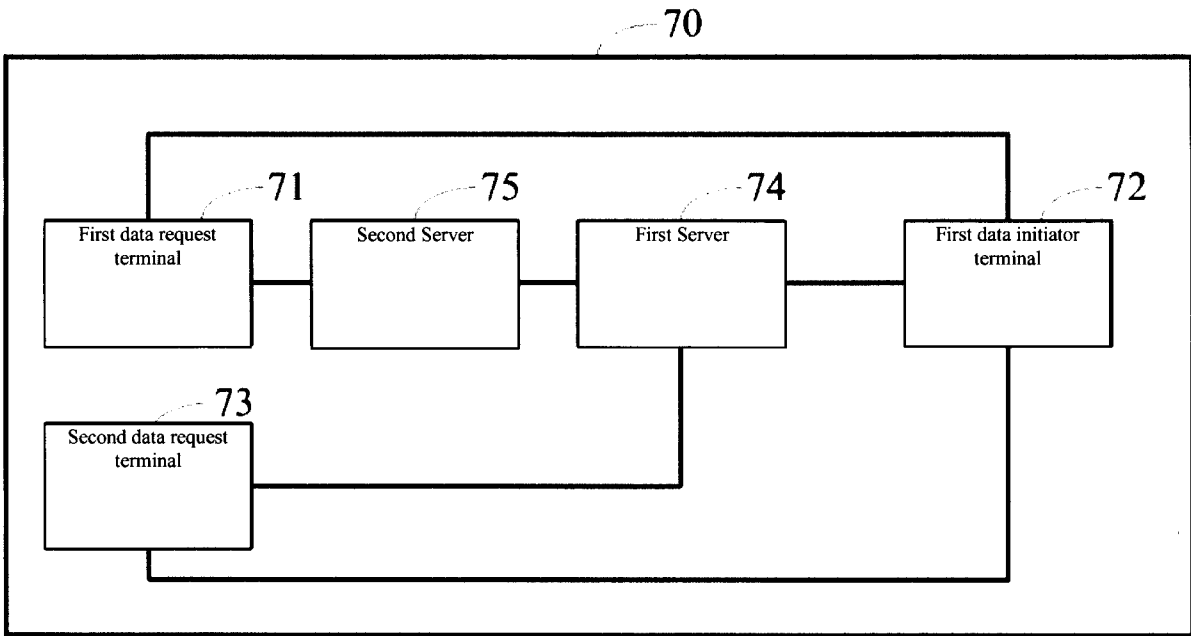 70
71
75
74
72
First data request
terminal
Second Server
First Server
First data initiator
terminal
73
Second data request
terminal